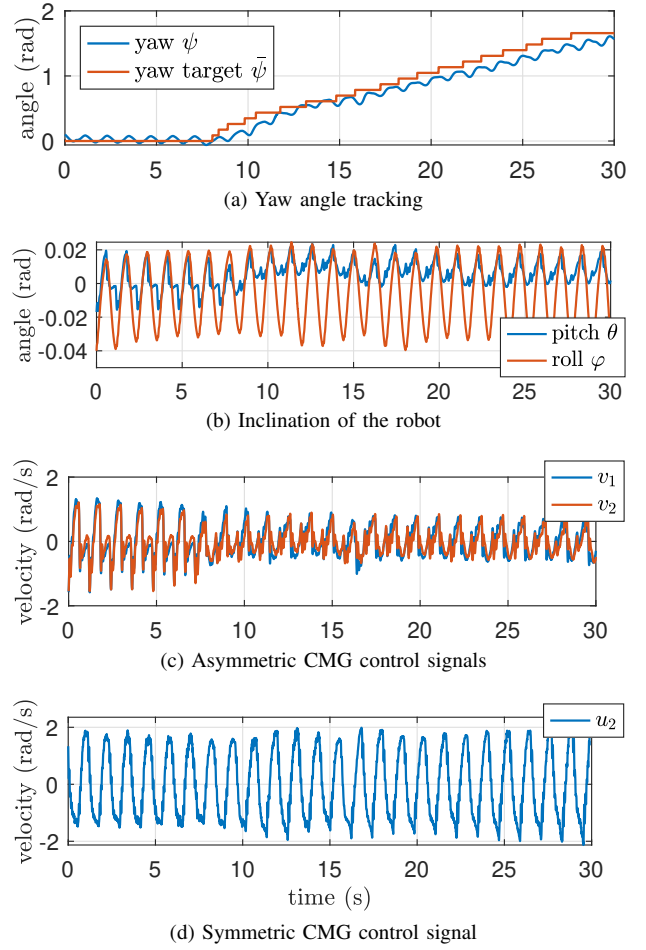 2
1
0
angle (rad)
yaw ψ
yaw target ψ̄
0 5 10 15 20 25 30
(a) Yaw angle tracking
0.02
0
-0.02
-0.04
angle (rad)
pitch θ
roll φ
0 5 10 15 20 25 30
(b) Inclination of the robot
2
0
-2
velocity (rad/s)
v₁
v₂
0 5 10 15 20 25 30
(c) Asymmetric CMG control signals
2
0
-2
velocity (rad/s)
u₂
0 5 10 15 20 25 30
time (s)
(d) Symmetric CMG control signal